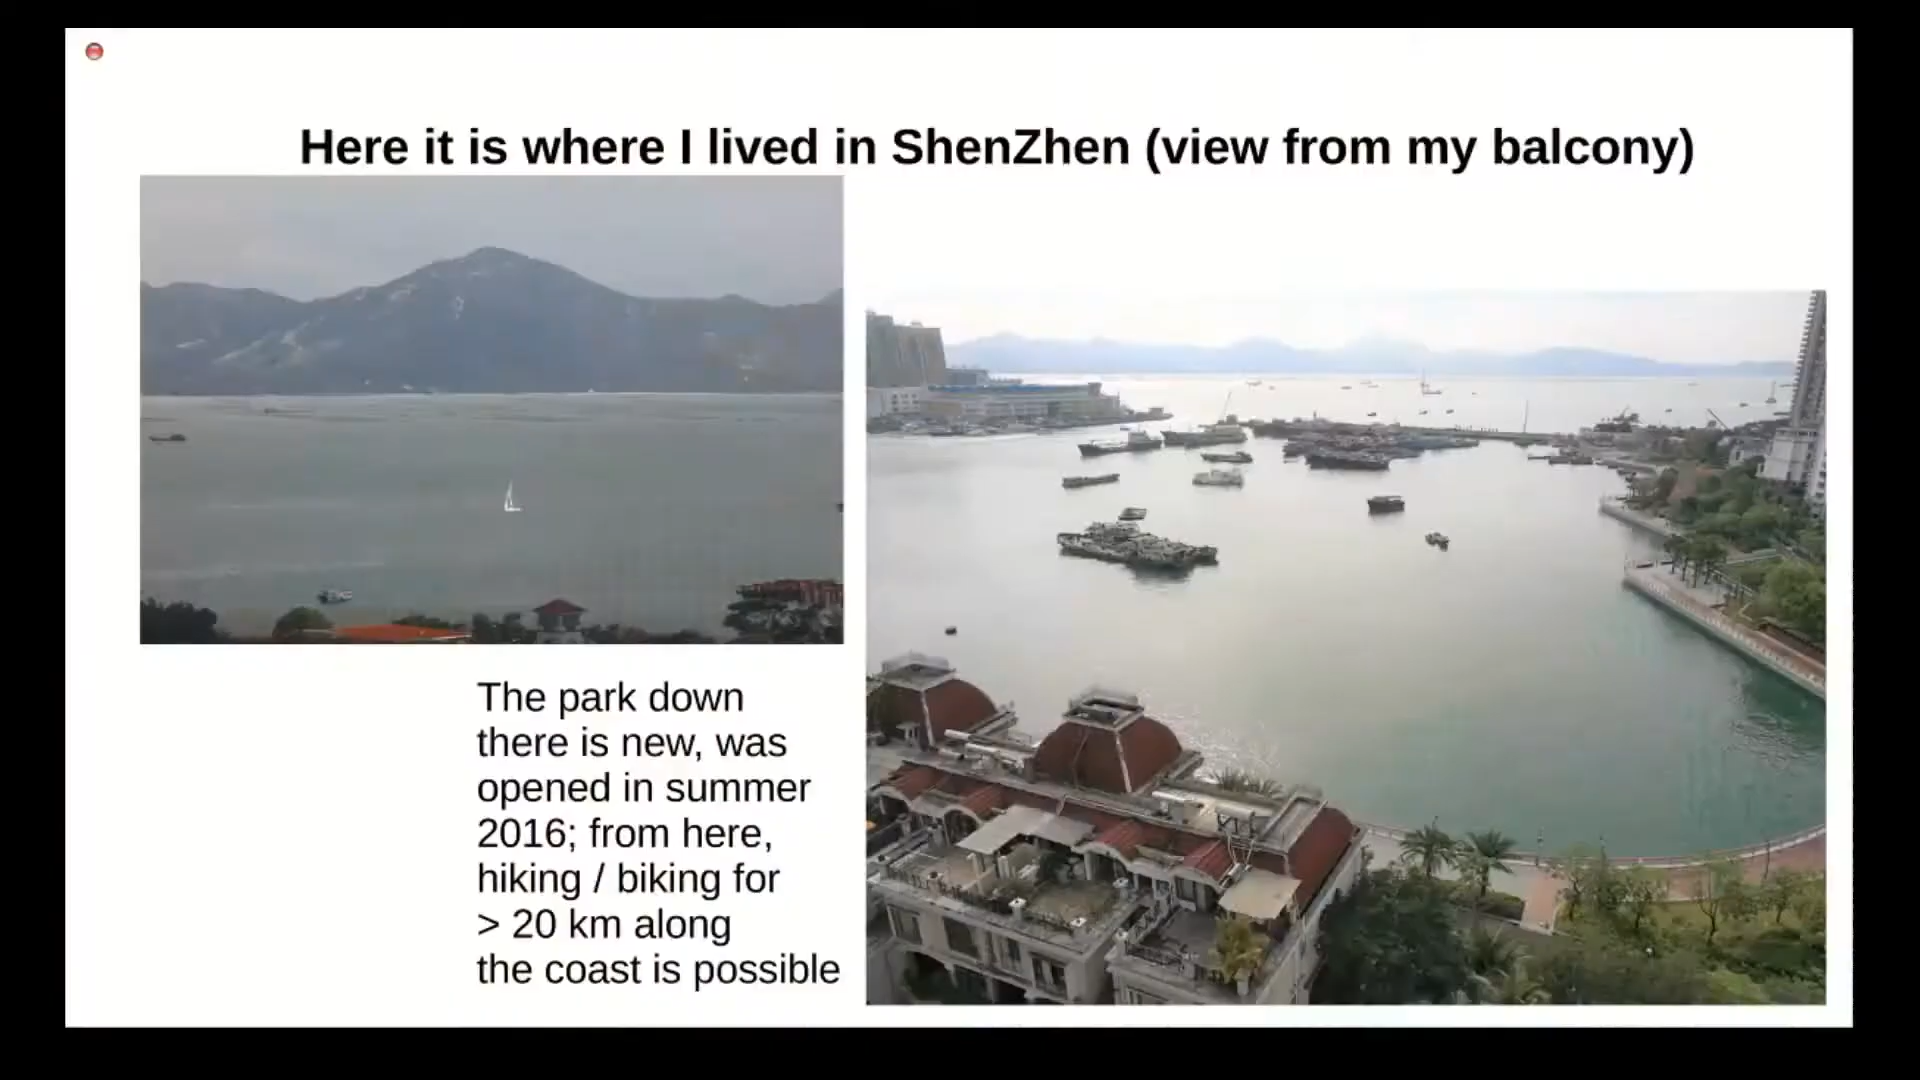 Here it is where I lived in ShenZhen (view from my balcony)
The park down
there is new, was
opened in summer
2016; from here,
hiking / biking for
> 20 km along
the coast is possible